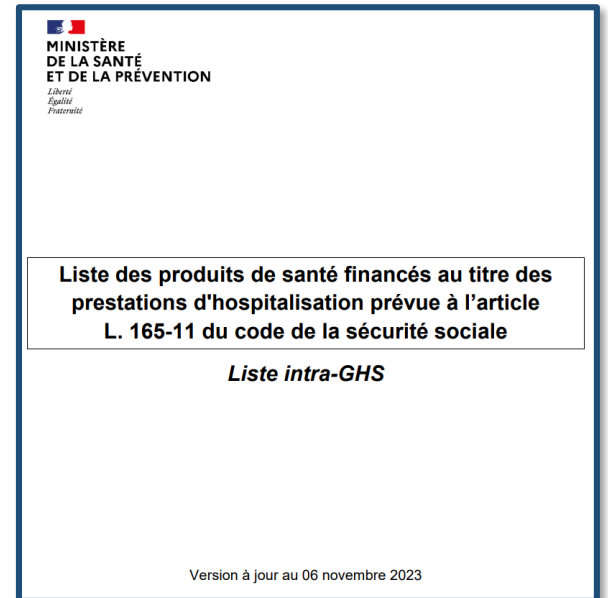 MINISTÈRE
DE LA SANTÉ
ET DE LA PRÉVENTION
Liberté
Égalité
Fraternité
Liste des produits de santé financés au titre des
prestations d'hospitalisation prévue à l’article
L. 165-11 du code de la sécurité sociale
Liste intra-GHS
Version à jour au 06 novembre 2023